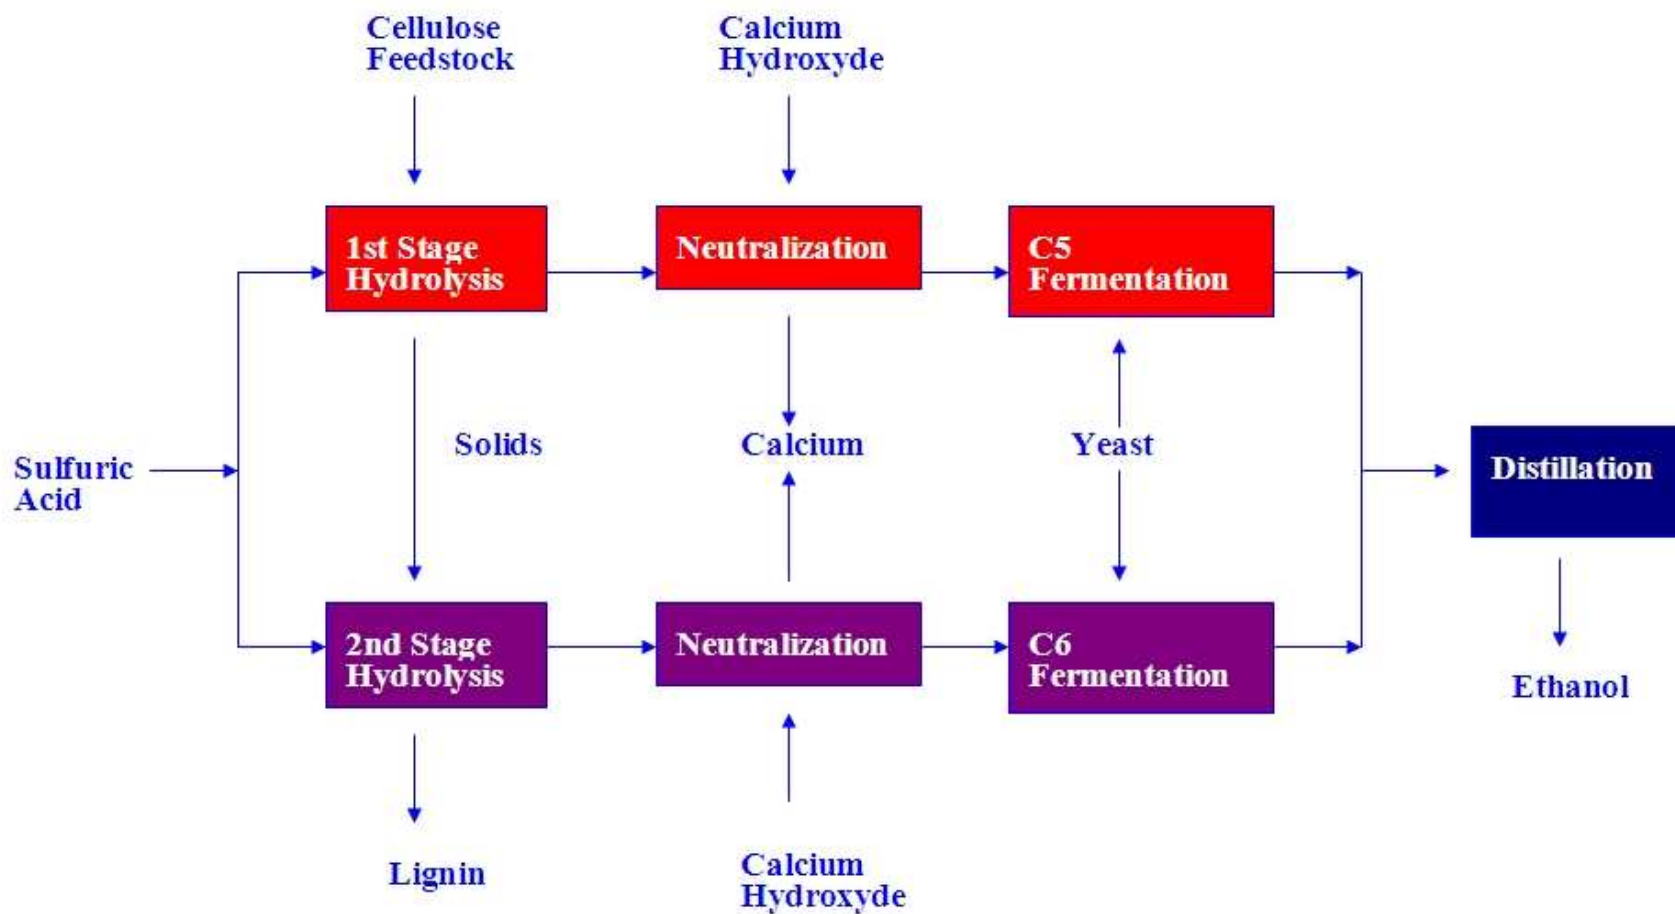 Cellulose
Feedstock
Calcium
Hydroxyde
1st Stage
Hydrolysis
Neutralization
C5
Fermentation
Sulfuric
Acid
Solids
Calcium
Yeast
Distillation
2nd Stage
Hydrolysis
Neutralization
C6
Fermentation
Ethanol
Lignin
Calcium
Hydroxyde